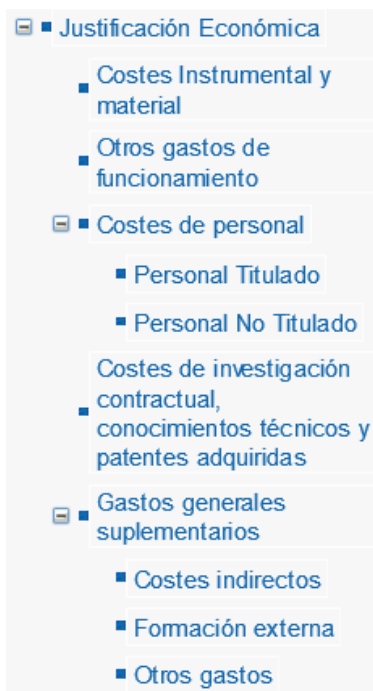 Justificación Económica
Costes Instrumental y
material
Otros gastos de
funcionamiento
Costes de personal
Personal Titulado
Personal No Titulado
Costes de investigación
contractual,
conocimientos técnicos y
patentes adquiridas
Gastos generales
suplementarios
Costes indirectos
Formación externa
Otros gastos